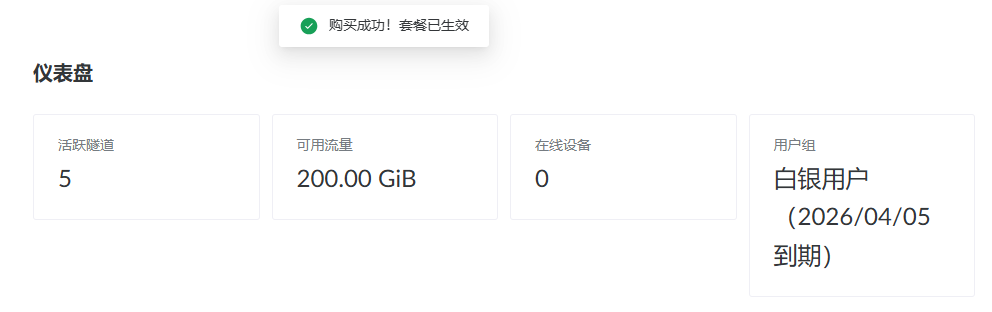 购买成功！套餐已生效
仪表盘
活跃隧道
5
可用流量
200.00 GiB
在线设备
0
用户组
白银用户
（2026/04/05
到期）